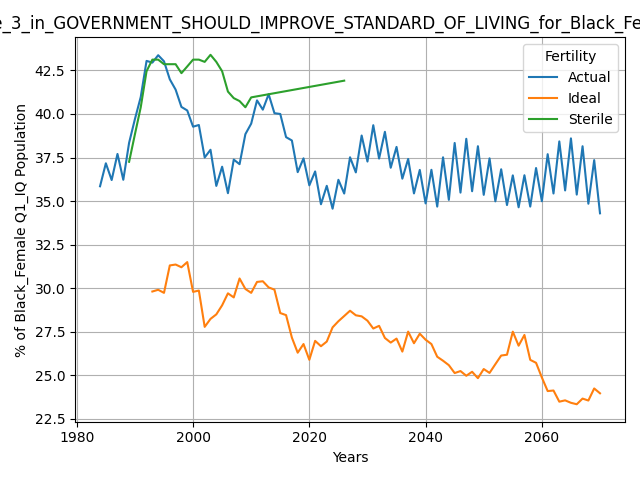 e_3_in_GOVERNMENT_SHOULD_IMPROVE_STANDARD_OF_LIVING_for_Black_Fe
Fertility
Actual
Ideal
Sterile
% of Black_Female Q1_IQ Population
42.5
40.0
37.5
35.0
32.5
30.0
27.5
25.0
22.5
1980
2000
2020
2040
2060
Years